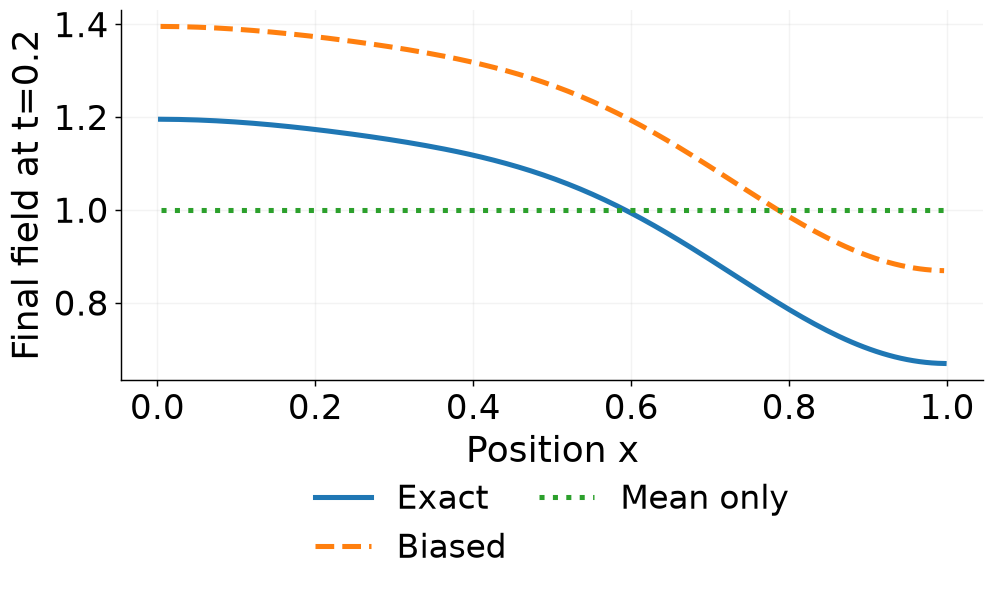 Final field at t=0.2
1.4
1.2
1.0
0.8
0.0 0.2 0.4 0.6 0.8 1.0
Position x
Exact Mean only
Biased